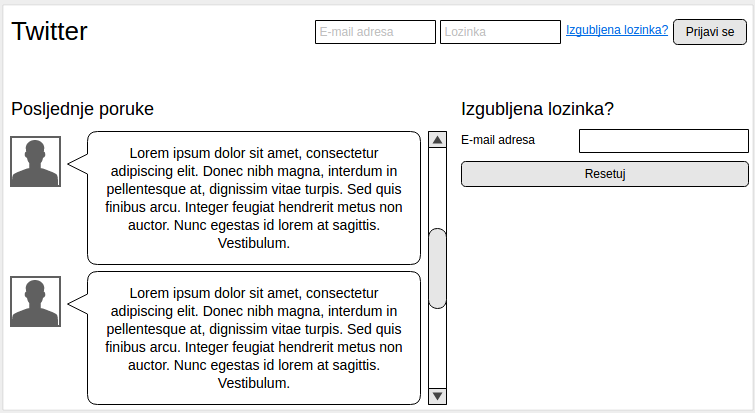 Twitter
E-mail adresa
Lozinka
Izgubljena lozinka?
Prijavi se
Posljednje poruke
Lorem ipsum dolor sit amet, consectetur
adipiscing elit. Donec nibh magna, interdum in
pellentesque at, dignissim vitae turpis. Sed quis
finibus arcu. Integer feugiat hendrerit metus non
auctor. Nunc egestas id lorem at sagittis.
Vestibulum.
Lorem ipsum dolor sit amet, consectetur
adipiscing elit. Donec nibh magna, interdum in
pellentesque at, dignissim vitae turpis. Sed quis
finibus arcu. Integer feugiat hendrerit metus non
auctor. Nunc egestas id lorem at sagittis.
Vestibulum.
Izgubljena lozinka?
E-mail adresa
Resetuj